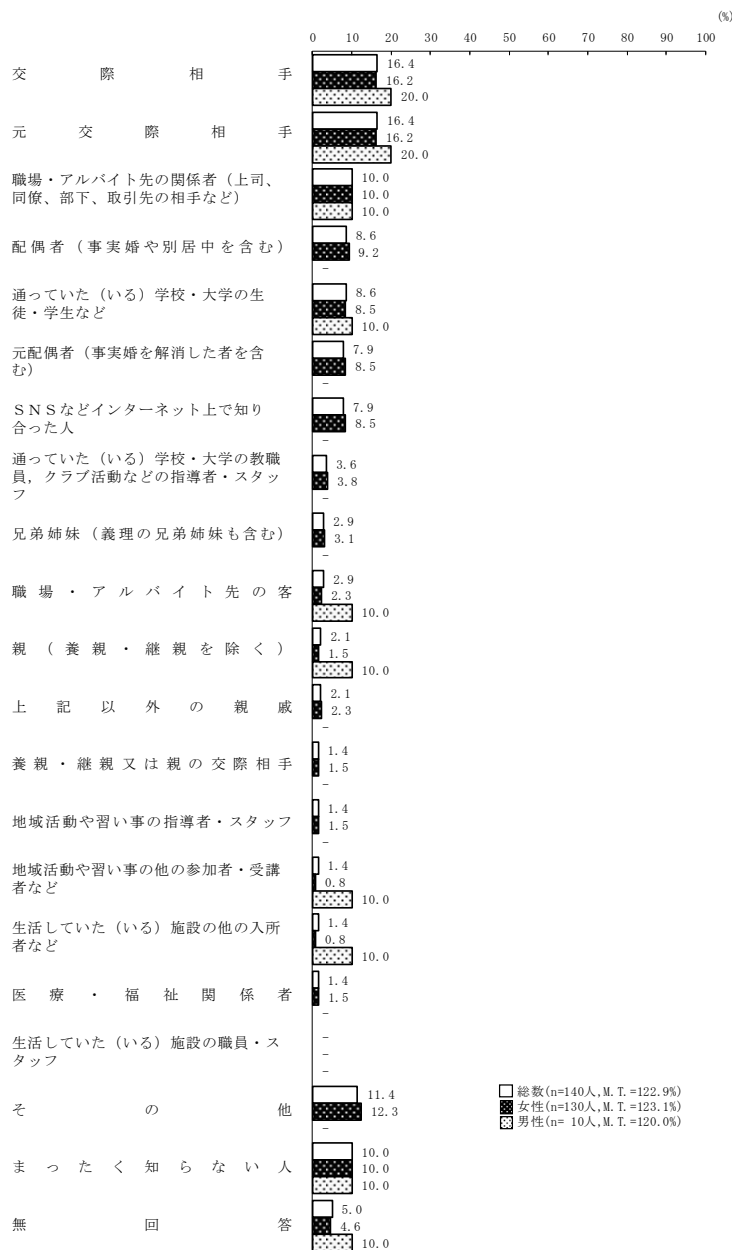 (%)
0 10 20 30 40 50 60 70 80 90 100
交際相手
16.4
16.2
20.0
元交際相手
16.4
16.2
20.0
職場・アルバイト先の関係者（上司、
同僚、部下、取引先の相手など）
10.0
10.0
10.0
配偶者（事実婚や別居中を含む）
8.6
9.2
－
通っていた（いる）学校・大学の生
徒・学生など
8.6
8.5
10.0
元配偶者（事実婚を解消した者を含
む）
7.9
8.5
－
ＳＮＳなどインターネット上で知り
合った人
7.9
8.5
－
通っていた（いる）学校・大学の教職
員，クラブ活動などの指導者・スタッ
フ
3.6
3.8
－
兄弟姉妹（義理の兄弟姉妹も含む）
2.9
3.1
－
職場・アルバイト先の客
2.9
2.3
10.0
親（養親・継親を除く）
2.1
1.5
10.0
上記以外の親戚
2.1
2.3
－
養親・継親又は親の交際相手
1.4
1.5
－
地域活動や習い事の指導者・スタッフ
1.4
1.5
－
地域活動や習い事の他の参加者・受講
者など
1.4
0.8
10.0
生活していた（いる）施設の他の入所
者など
1.4
0.8
10.0
医療・福祉関係者
1.4
1.5
－
生活していた（いる）施設の職員・ス
タッフ
－
－
－
その他
11.4
12.3
－
まったく知らない人
10.0
10.0
10.0
無回答
5.0
4.6
10.0
総数(n=140人,M.T.=122.9%)
女性(n=130人,M.T.=123.1%)
男性(n= 10人,M.T.=120.0%)